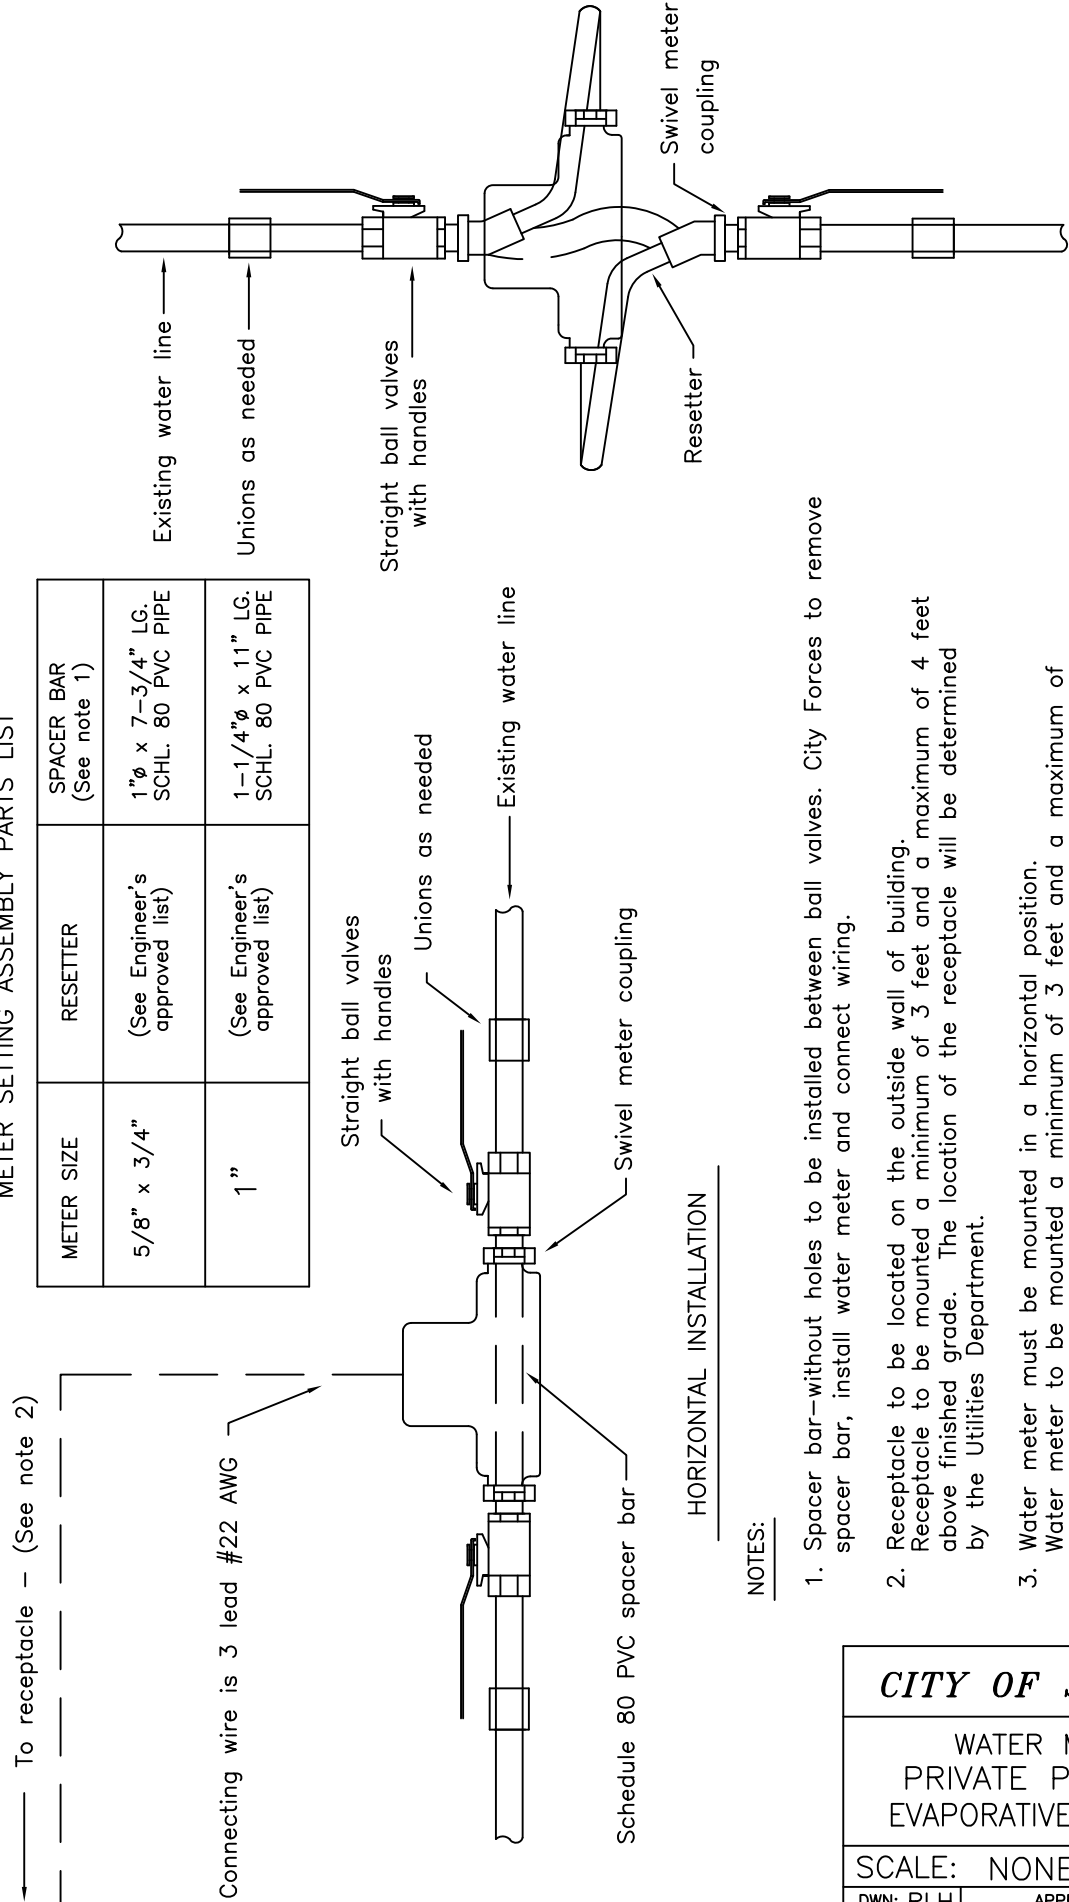 METER SETTING ASSEMBLY PARTS LIST
METER SIZE
RESETTER
SPACER BAR
(See note 1)
5/8" x 3/4"
(See Engineer's
approved list)
1"ø x 7-3/4" LG.
SCHL. 80 PVC PIPE
1"
(See Engineer's
approved list)
1-1/4"ø x 11" LG.
SCHL. 80 PVC PIPE
To receptacle - (See note 2)
Connecting wire is 3 lead #22 AWG
Straight ball valves
with handles
Unions as needed
Existing water line
Swivel meter coupling
Schedule 80 PVC spacer bar
HORIZONTAL INSTALLATION
Existing water line
Unions as needed
Straight ball valves
with handles
Resetter
Swivel meter
coupling
NOTES:
1. Spacer bar-without holes to be installed between ball valves. City Forces to remove
spacer bar, install water meter and connect wiring.
2. Receptacle to be located on the outside wall of building.
Receptacle to be mounted a minimum of 3 feet and a maximum of 4 feet
above finished grade. The location of the receptacle will be determined
by the Utilities Department.
3. Water meter must be mounted in a horizontal position.
Water meter to be mounted a minimum of 3 feet and a maximum of
CITY OF
WATER
PRIVATE
EVAPORATIVE
SCALE: NONE
DWN: RLH